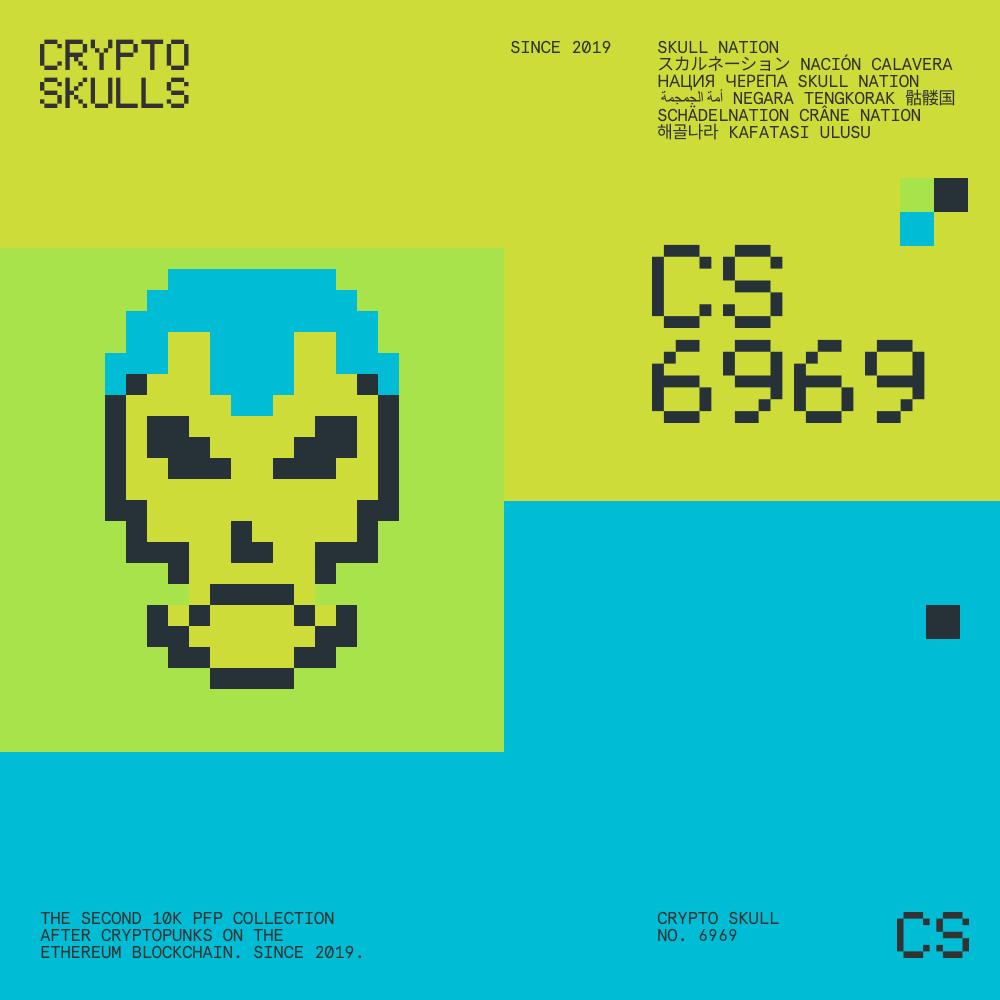 CRYPTO
SKULLS
SINCE 2019
SKULL NATION
スカルネーション NACIÓN CALAVERA
НАЦИЯ ЧЕРЕПА SKULL NATION
أمة الجمجمة NEGARA TENGKORAK 骷髅国
SCHÄDELNATION CRÂNE NATION
해골나라 KAFATASI ULUSU
CS
6969
THE SECOND 10K PFP COLLECTION
AFTER CRYPTOPUNKS ON THE
ETHEREUM BLOCKCHAIN. SINCE 2019.
CRYPTO SKULL
NO. 6969
CS